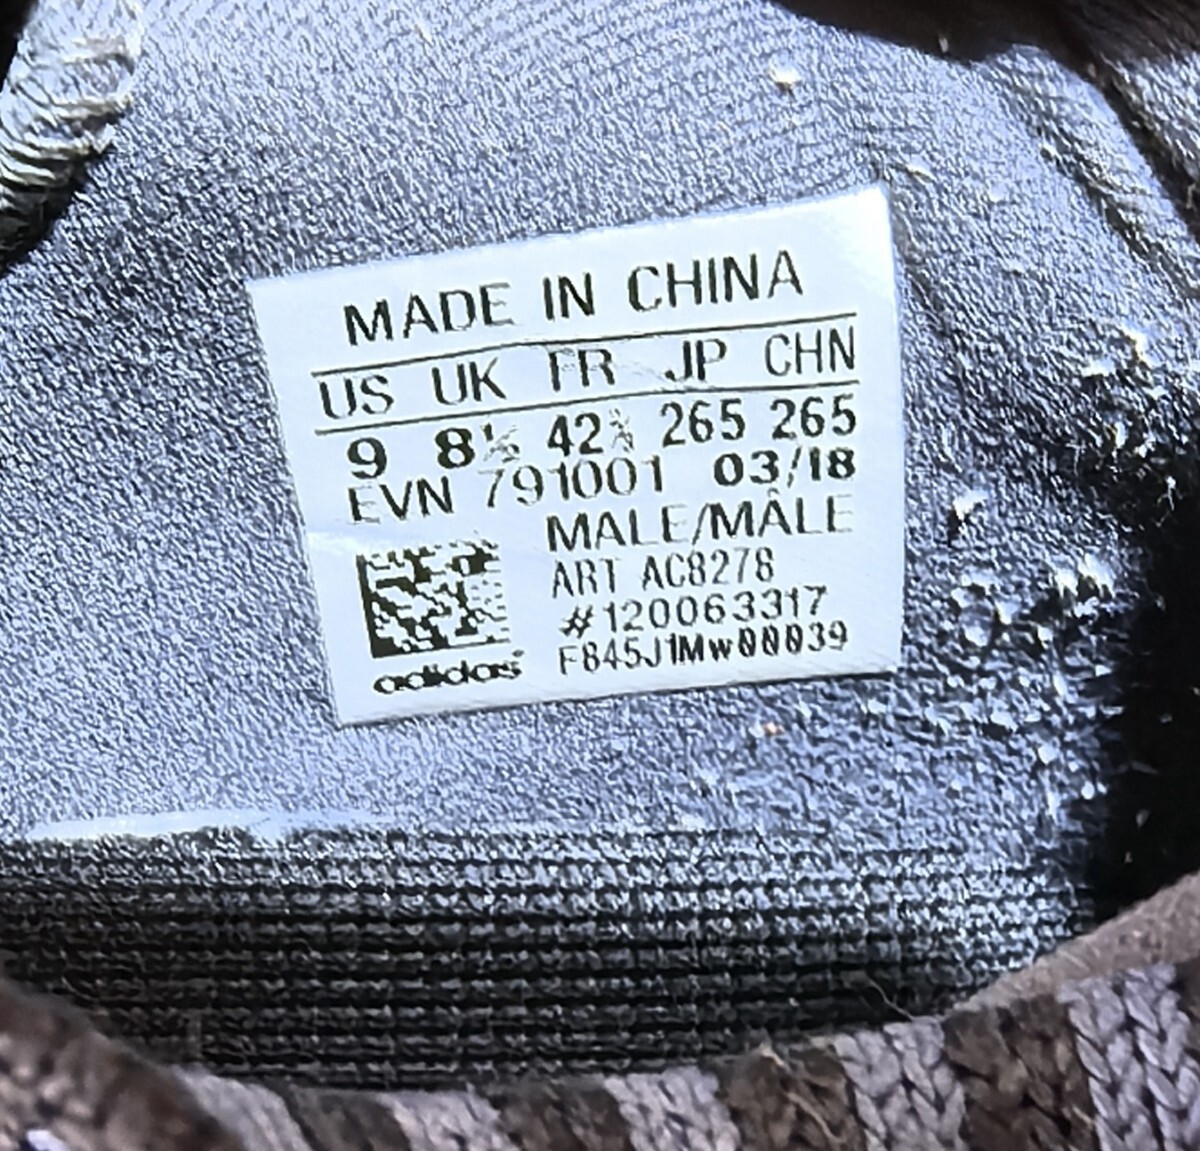 MADE IN CHINA
US UK FR JP CHN
9 8½ 42⅔ 265 265
EVN 791001 03/18
MALE/MÂLE
ART AC8278
#120063317
F845J1Mw00039
adidas